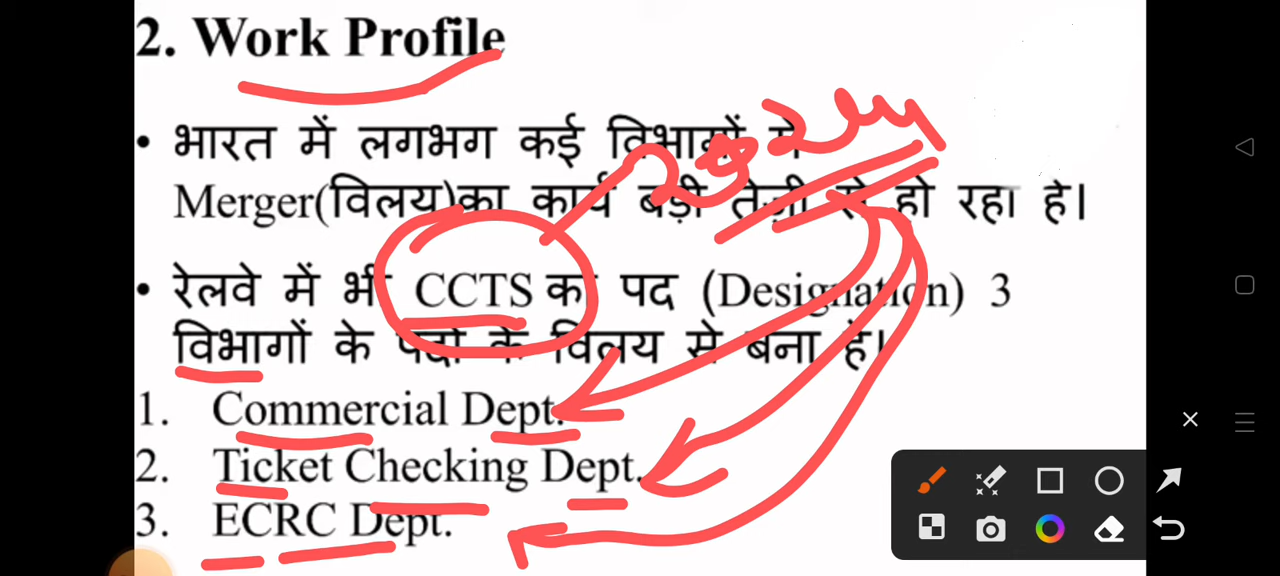 2. Work Profile
• भारत में लगभग कई विभागों में
Merger(विलय)का कार्य बड़ी तेज़ी से हो रहा है।
• रेलवे में भी CCTS का पद (Designation) 3
विभागों के पदों के विलय से बना है।
1. Commercial Dept.
2. Ticket Checking Dept.
3. ECRC Dept.